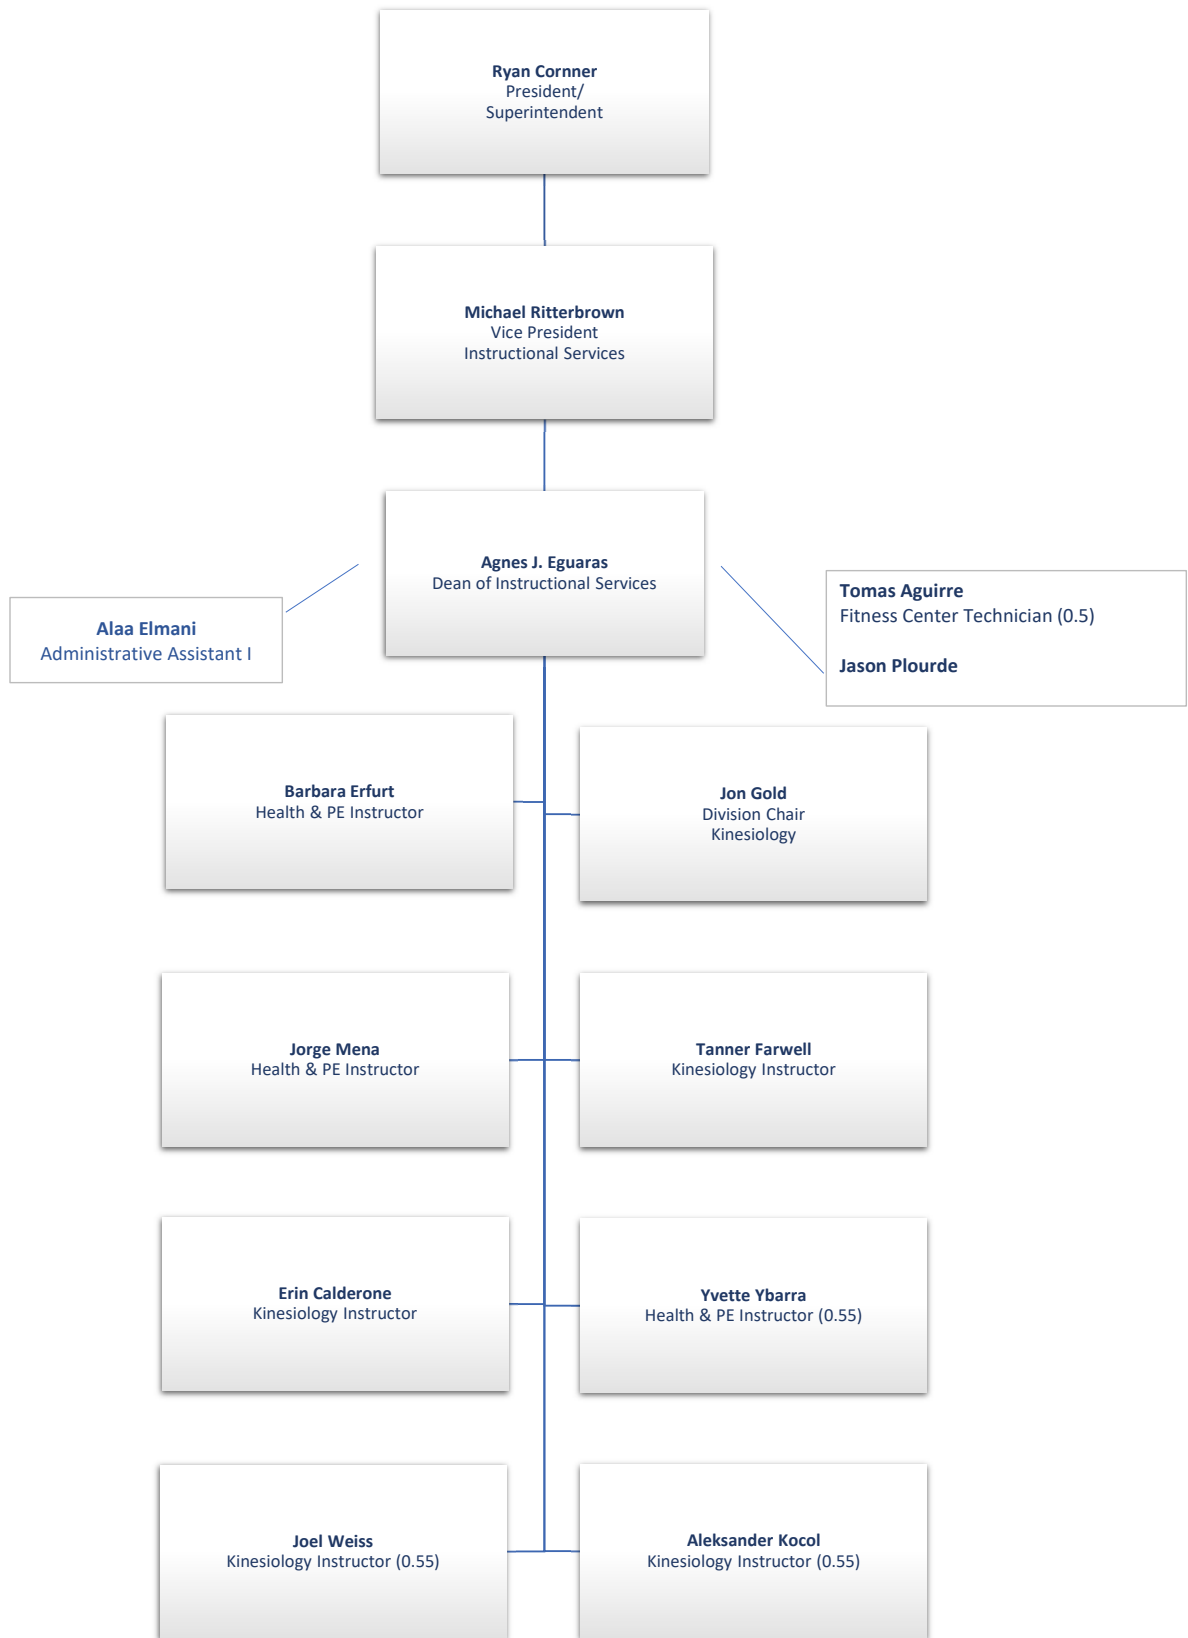 Ryan Cornner
President/
Superintendent
Michael Ritterbrown
Vice President
Instructional Services
Agnes J. Eguaras
Dean of Instructional Services
Alaa Elmani
Administrative Assistant I
Tomas Aguirre
Fitness Center Technician (0.5)
Jason Plourde
Barbara Erfurt
Health & PE Instructor
Jon Gold
Division Chair
Kinesiology
Jorge Mena
Health & PE Instructor
Tanner Farwell
Kinesiology Instructor
Erin Calderone
Kinesiology Instructor
Yvette Ybarra
Health & PE Instructor (0.55)
Joel Weiss
Kinesiology Instructor (0.55)
Aleksander Kocol
Kinesiology Instructor (0.55)